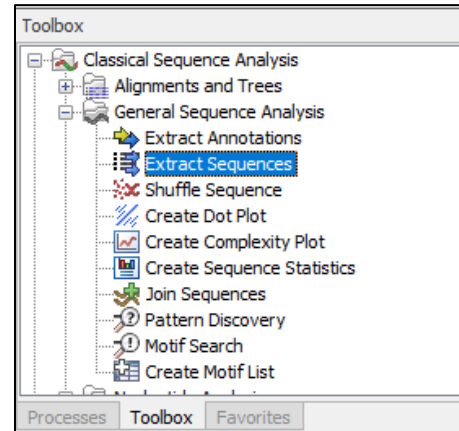 Toolbox
Classical Sequence Analysis
Alignments and Trees
General Sequence Analysis
Extract Annotations
Extract Sequences
Shuffle Sequence
Create Dot Plot
Create Complexity Plot
Create Sequence Statistics
Join Sequences
Pattern Discovery
Motif Search
Create Motif List
Processes Toolbox Favorites